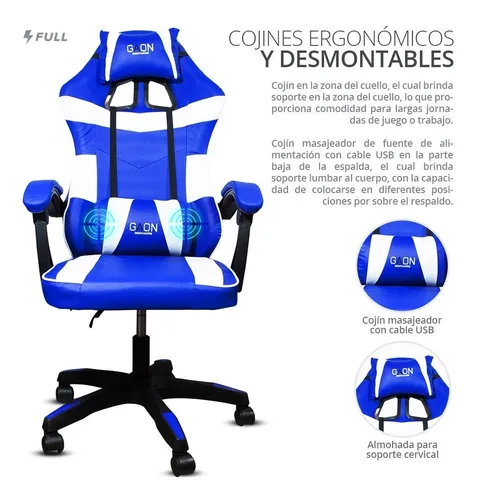 FULL
COJINES ERGONÓMICOS
Y DESMONTABLES
Cojín en la zona del cuello, el cual brinda
soporte en la zona del cuello, lo que pro-
porciona comodidad para largas jorna-
das de juego o trabajo.
Cojín masajeador de fuente de ali-
mentación con cable USB en la parte
baja de la espalda, el cual brinda
soporte lumbar al cuerpo, con la capaci-
dad de colocarse en diferentes posi-
ciones por sobre el respaldo.
Cojín masajeador
con cable USB
Almohada para
soporte cervical